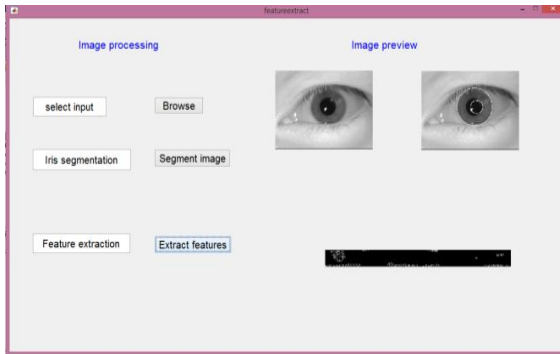 featureextract
Image processing
Image preview
select input
Browse
Iris segmentation
Segment image
Feature extraction
Extract features